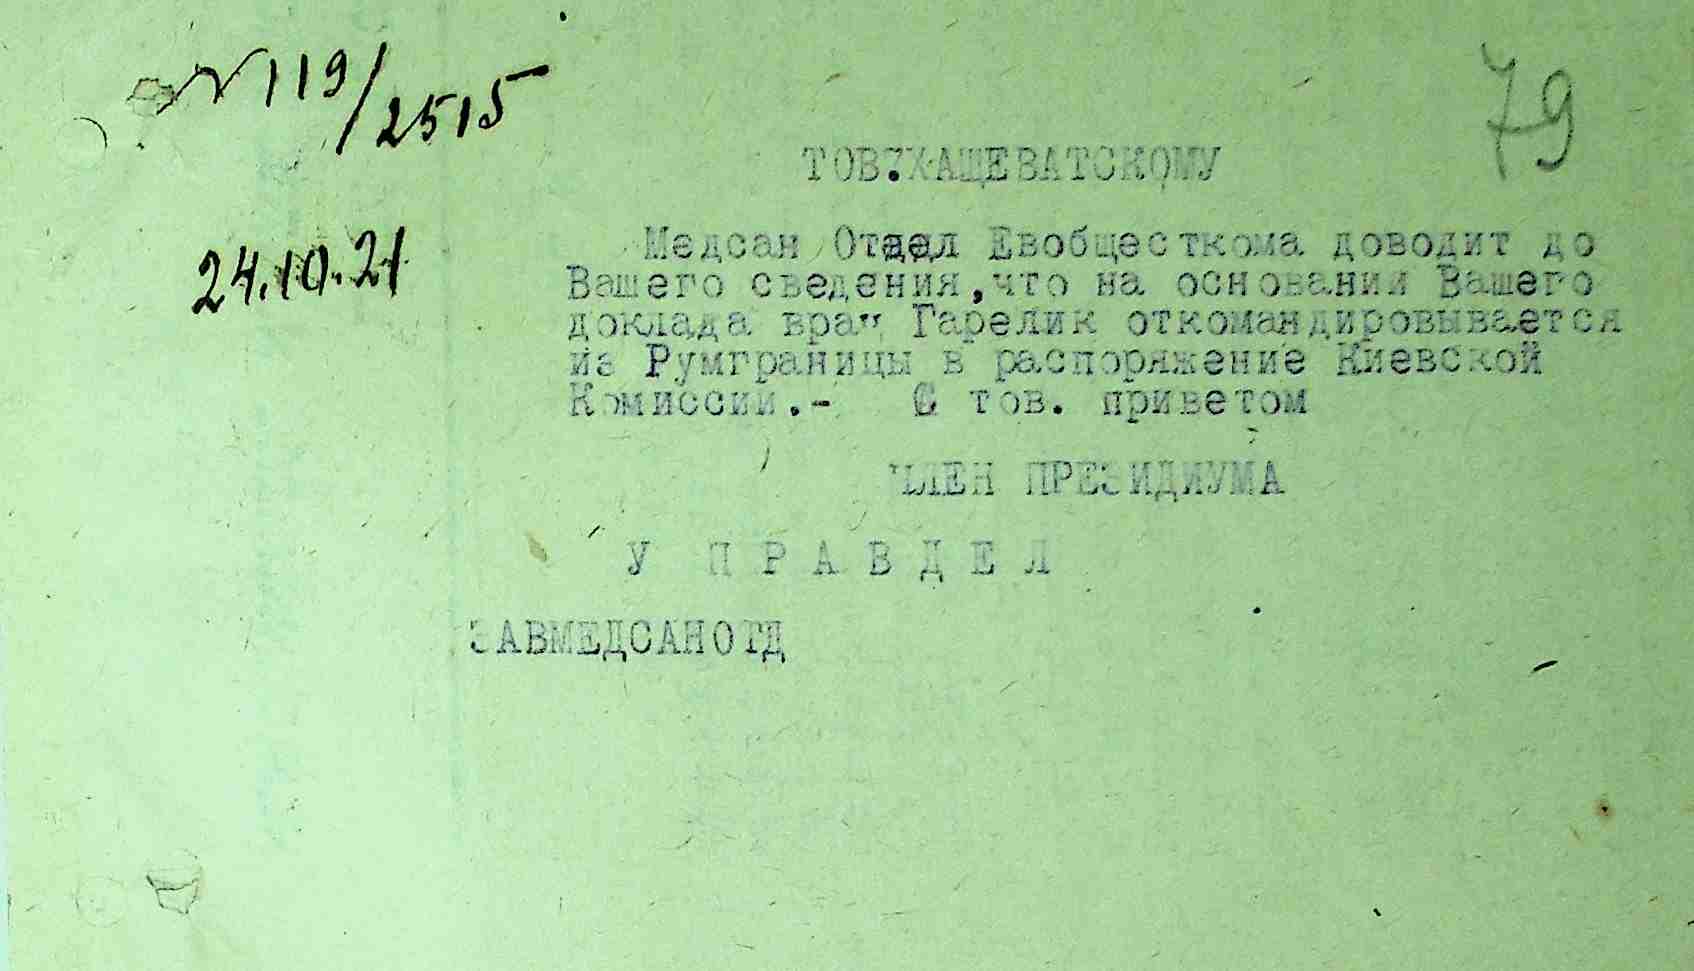 № 119/2515
79
ТОВ.ХАЩЕВАТСКОМУ
24.10.21
Медсан Отдел Евобщесткома доводит до
Вашего сведения,что на основании Вашего
доклада врач Гарелик откомандировывается
из Румграницы в распоряжение Киевской
Комиссии.- С тов. приветом
ЧЛЕН ПРЕЗИДИУМА
У П Р А В Д Е Л
ЗАВМЕДСАНОТД